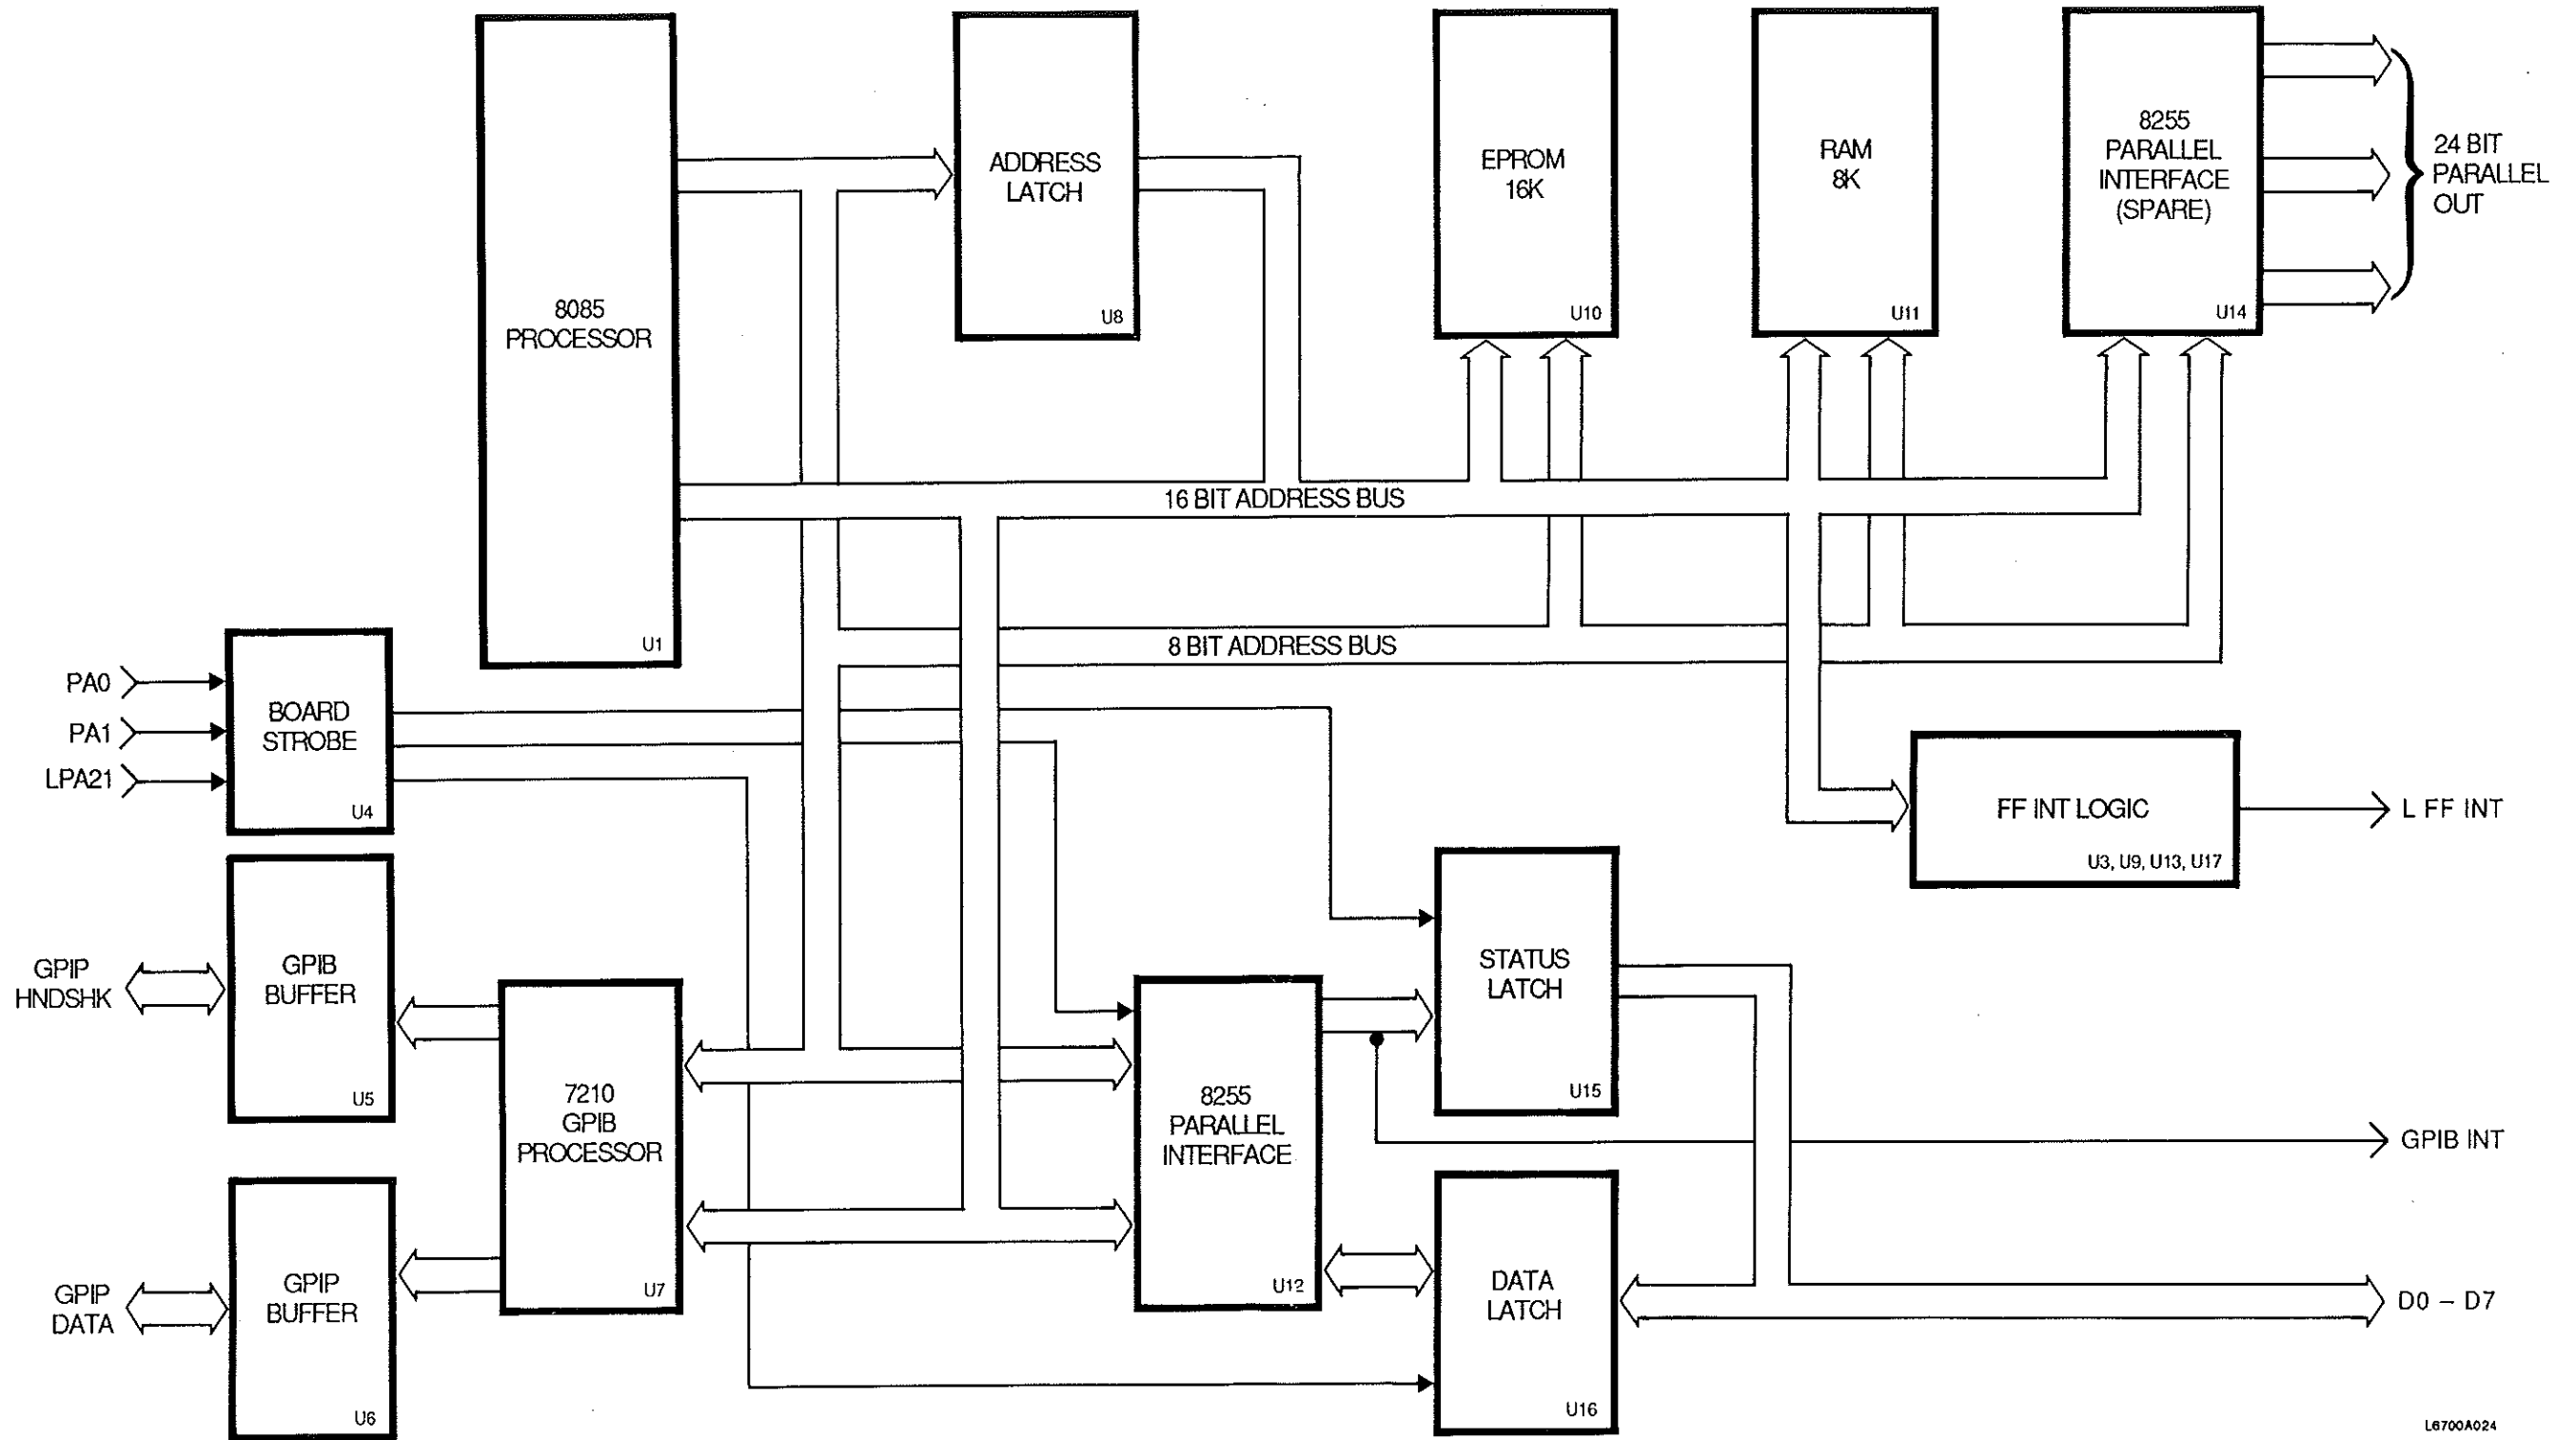 8085
PROCESSOR
U1
ADDRESS
LATCH
U8
EPROM
16K
U10
RAM
8K
U11
8255
PARALLEL
INTERFACE
(SPARE)
U14
24 BIT
PARALLEL
OUT
16 BIT ADDRESS BUS
8 BIT ADDRESS BUS
PA0
PA1
LPA21
BOARD
STROBE
U4
FF INT LOGIC
U3, U9, U13, U17
L FF INT
GPIP
HNDSHK
GPIB
BUFFER
U5
7210
GPIB
PROCESSOR
U7
8255
PARALLEL
INTERFACE
U12
STATUS
LATCH
U15
GPIB INT
GPIP
DATA
GPIP
BUFFER
U6
DATA
LATCH
U16
D0 – D7
L6700A024